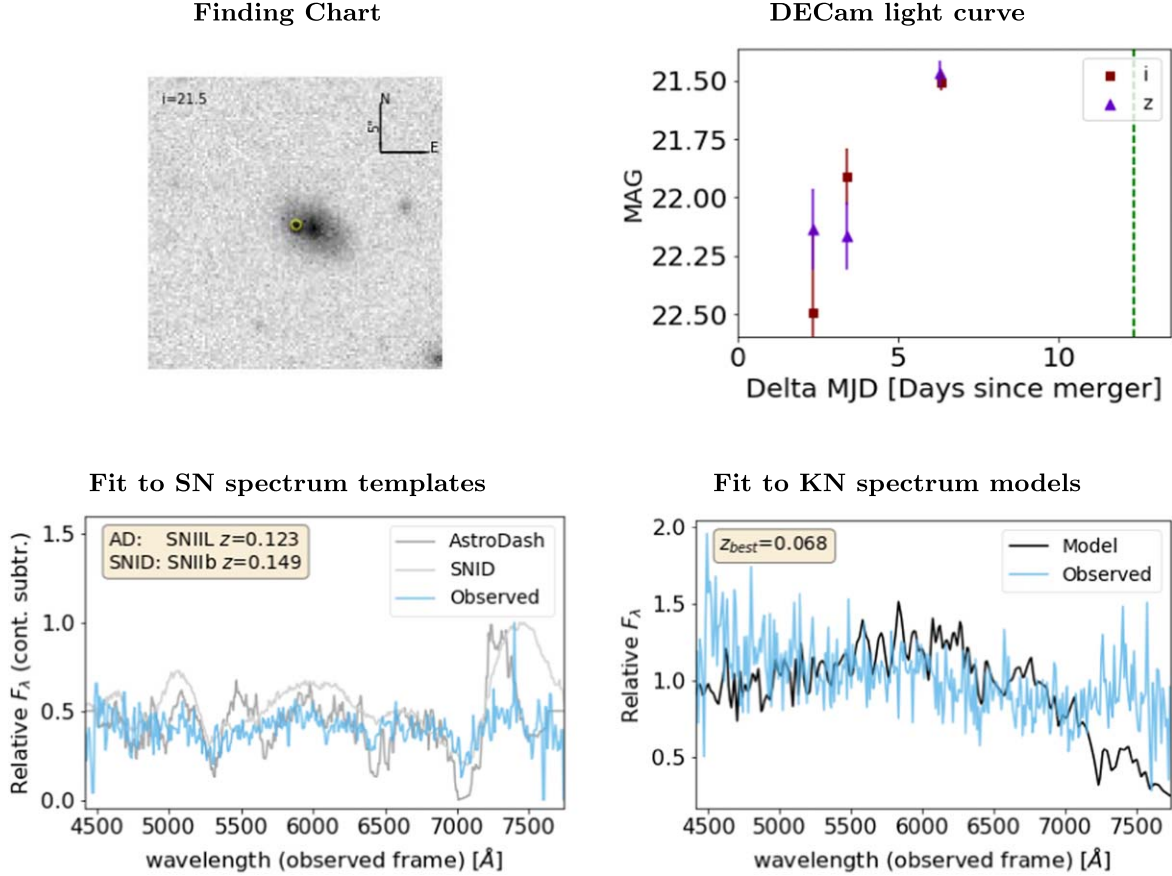 Finding Chart
i=21.5
N
5"
E
DECam light curve
21.50
21.75
22.00
22.25
22.50
MAG
i
z
0
5
10
Delta MJD [Days since merger]
Fit to SN spectrum templates
AD: SNIIL z=0.123
SNID: SNIIb z=0.149
AstroDash
SNID
Observed
1.5
1.0
0.5
0.0
Relative Fλ (cont. subtr.)
4500 5000 5500 6000 6500 7000 7500
wavelength (observed frame) [Å]
Fit to KN spectrum models
zbest=0.068
Model
Observed
2.0
1.5
1.0
0.5
Relative Fλ
4500 5000 5500 6000 6500 7000 7500
wavelength (observed frame) [Å]